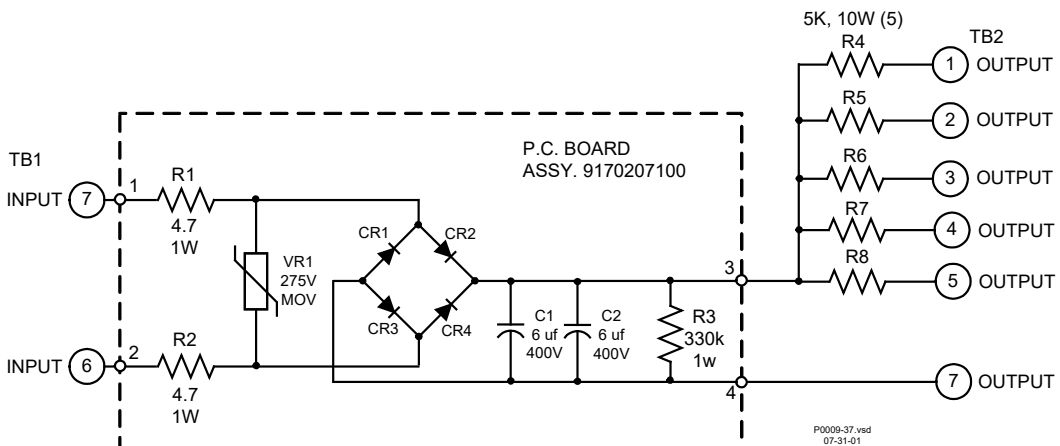 5K, 10W (5)
R4
TB2
1 OUTPUT
R5
2 OUTPUT
P.C. BOARD
ASSY. 9170207100
R6
3 OUTPUT
TB1
INPUT 7
1
R1
4.7
1W
R7
4 OUTPUT
CR1
CR2
VR1
275V
MOV
3
R8
5 OUTPUT
CR3
CR4
C1
6 uf
400V
C2
6 uf
400V
R3
330k
1w
INPUT 6
2
R2
4.7
1W
4
7 OUTPUT
P0009-37.vsd
07-31-01